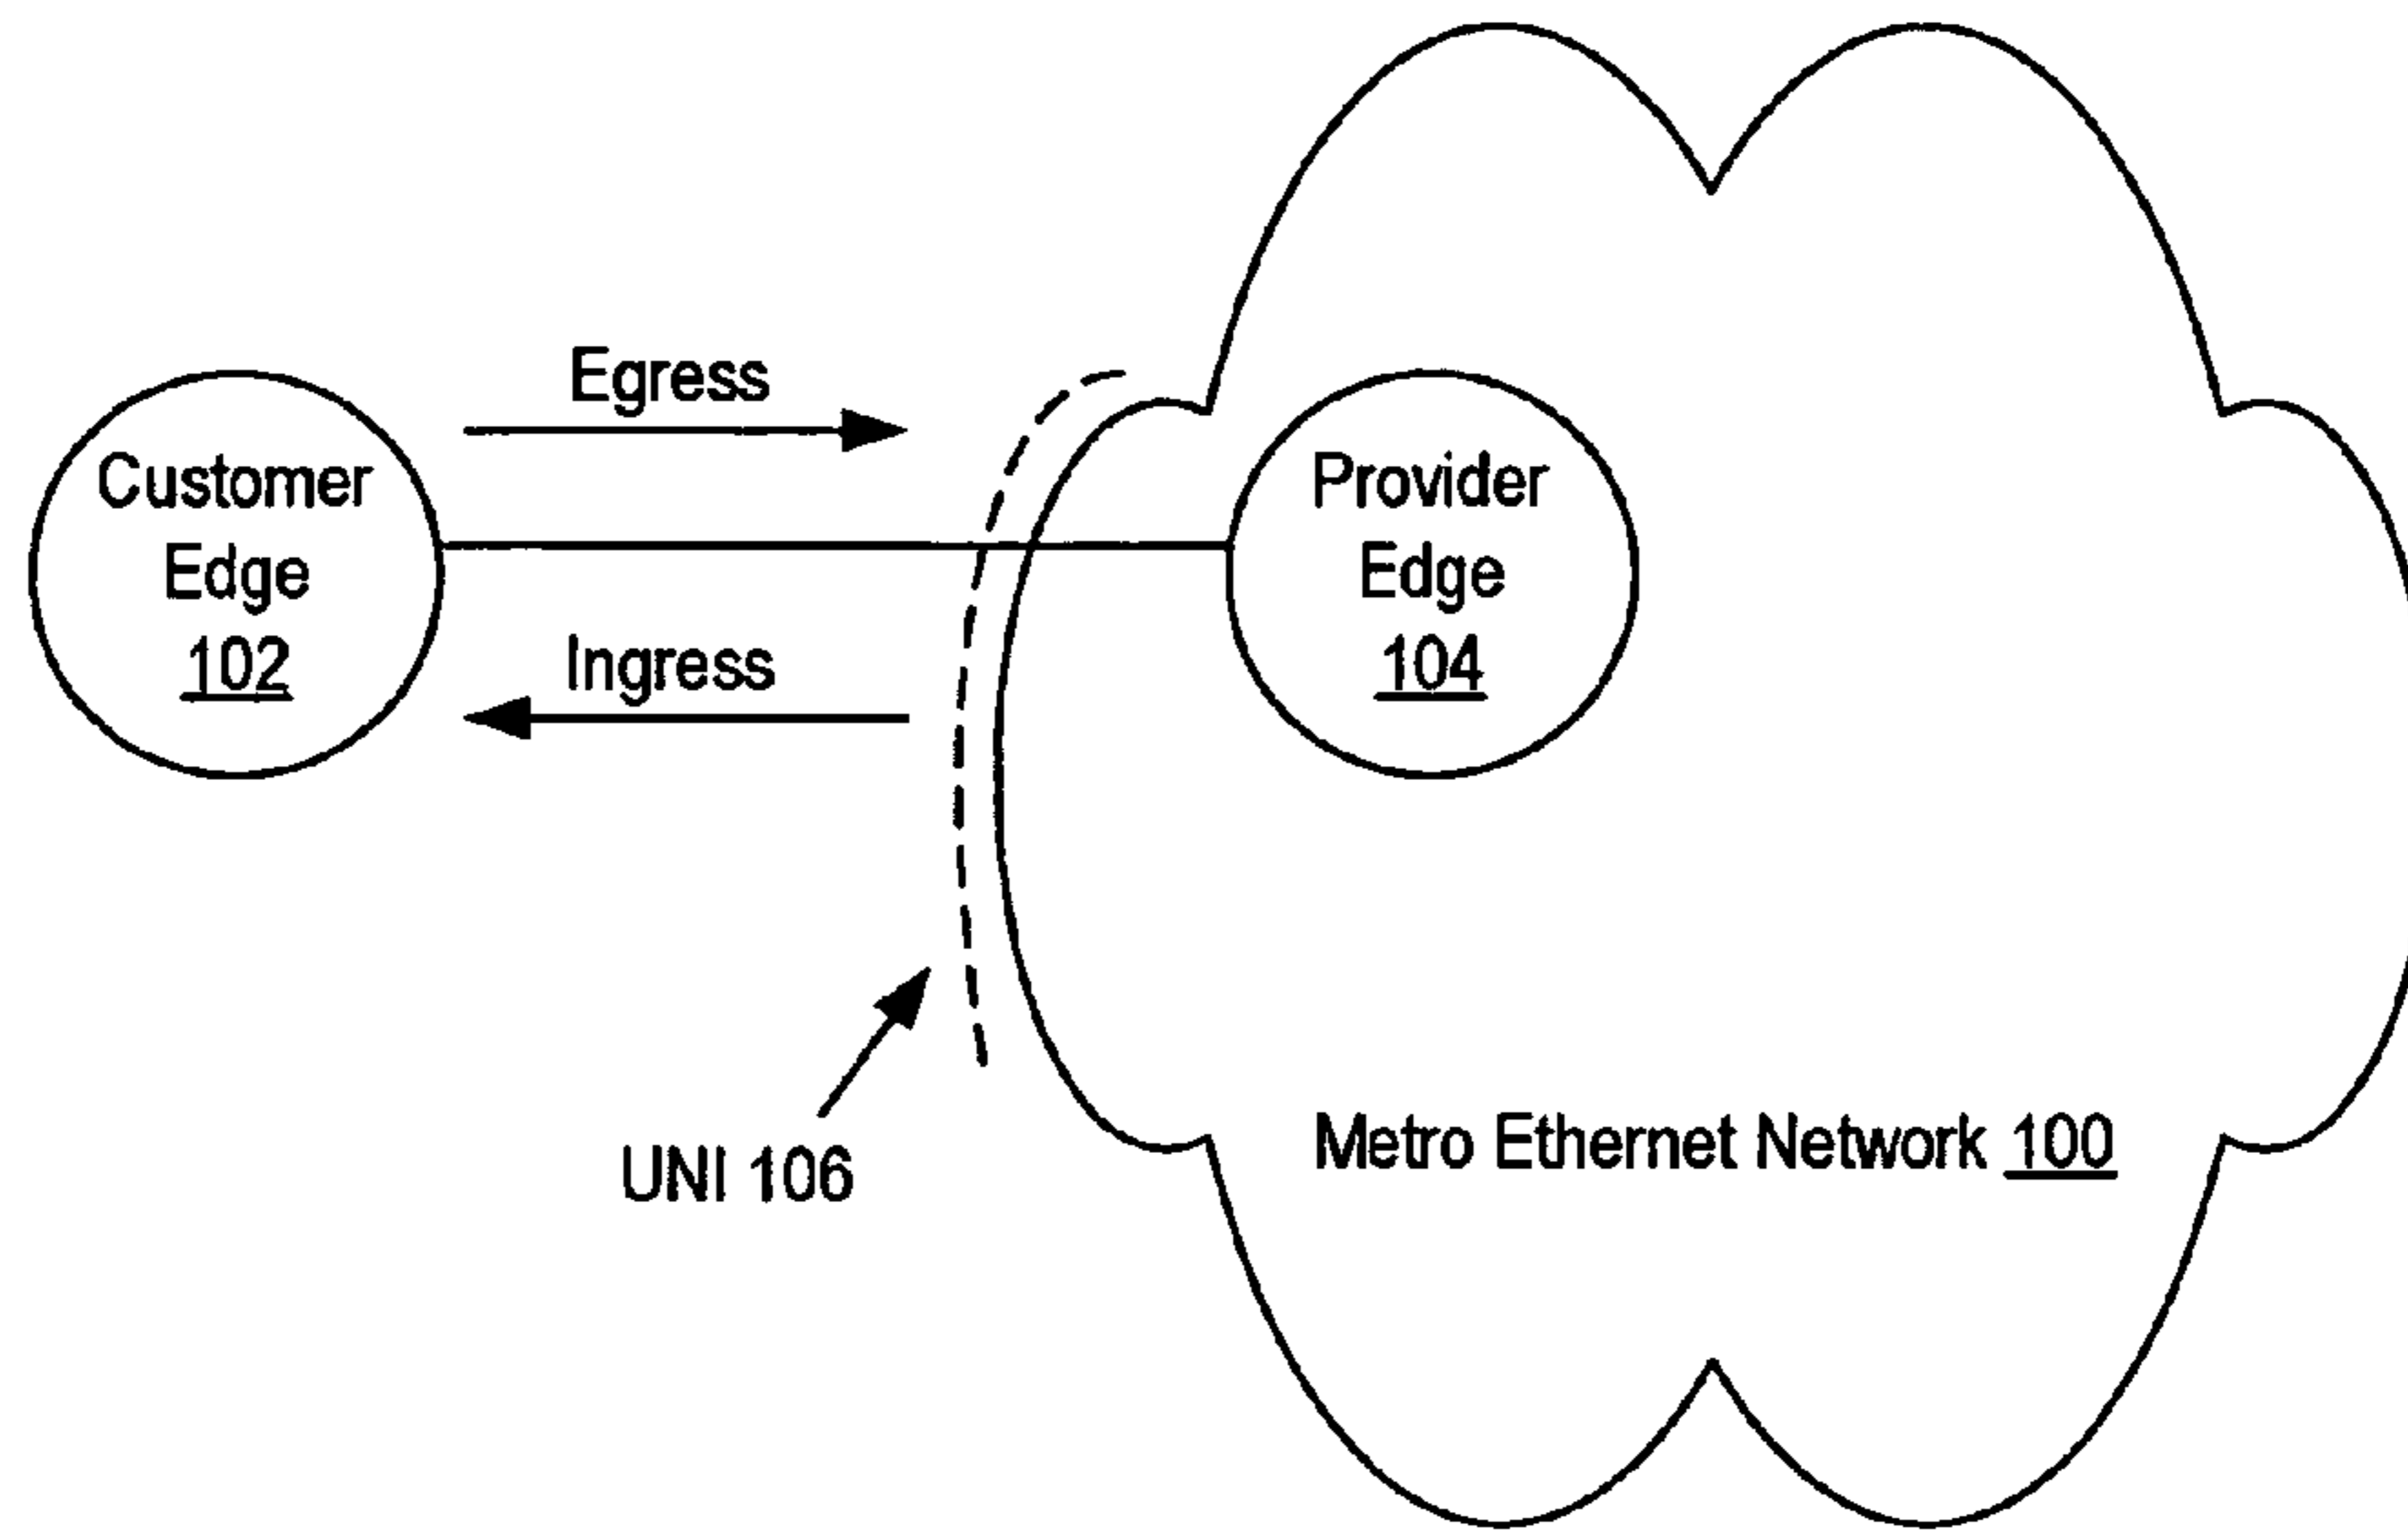 Egress
Customer
Edge
102
Ingress
Provider
Edge
104
UNI 106
Metro Ethernet Network 100